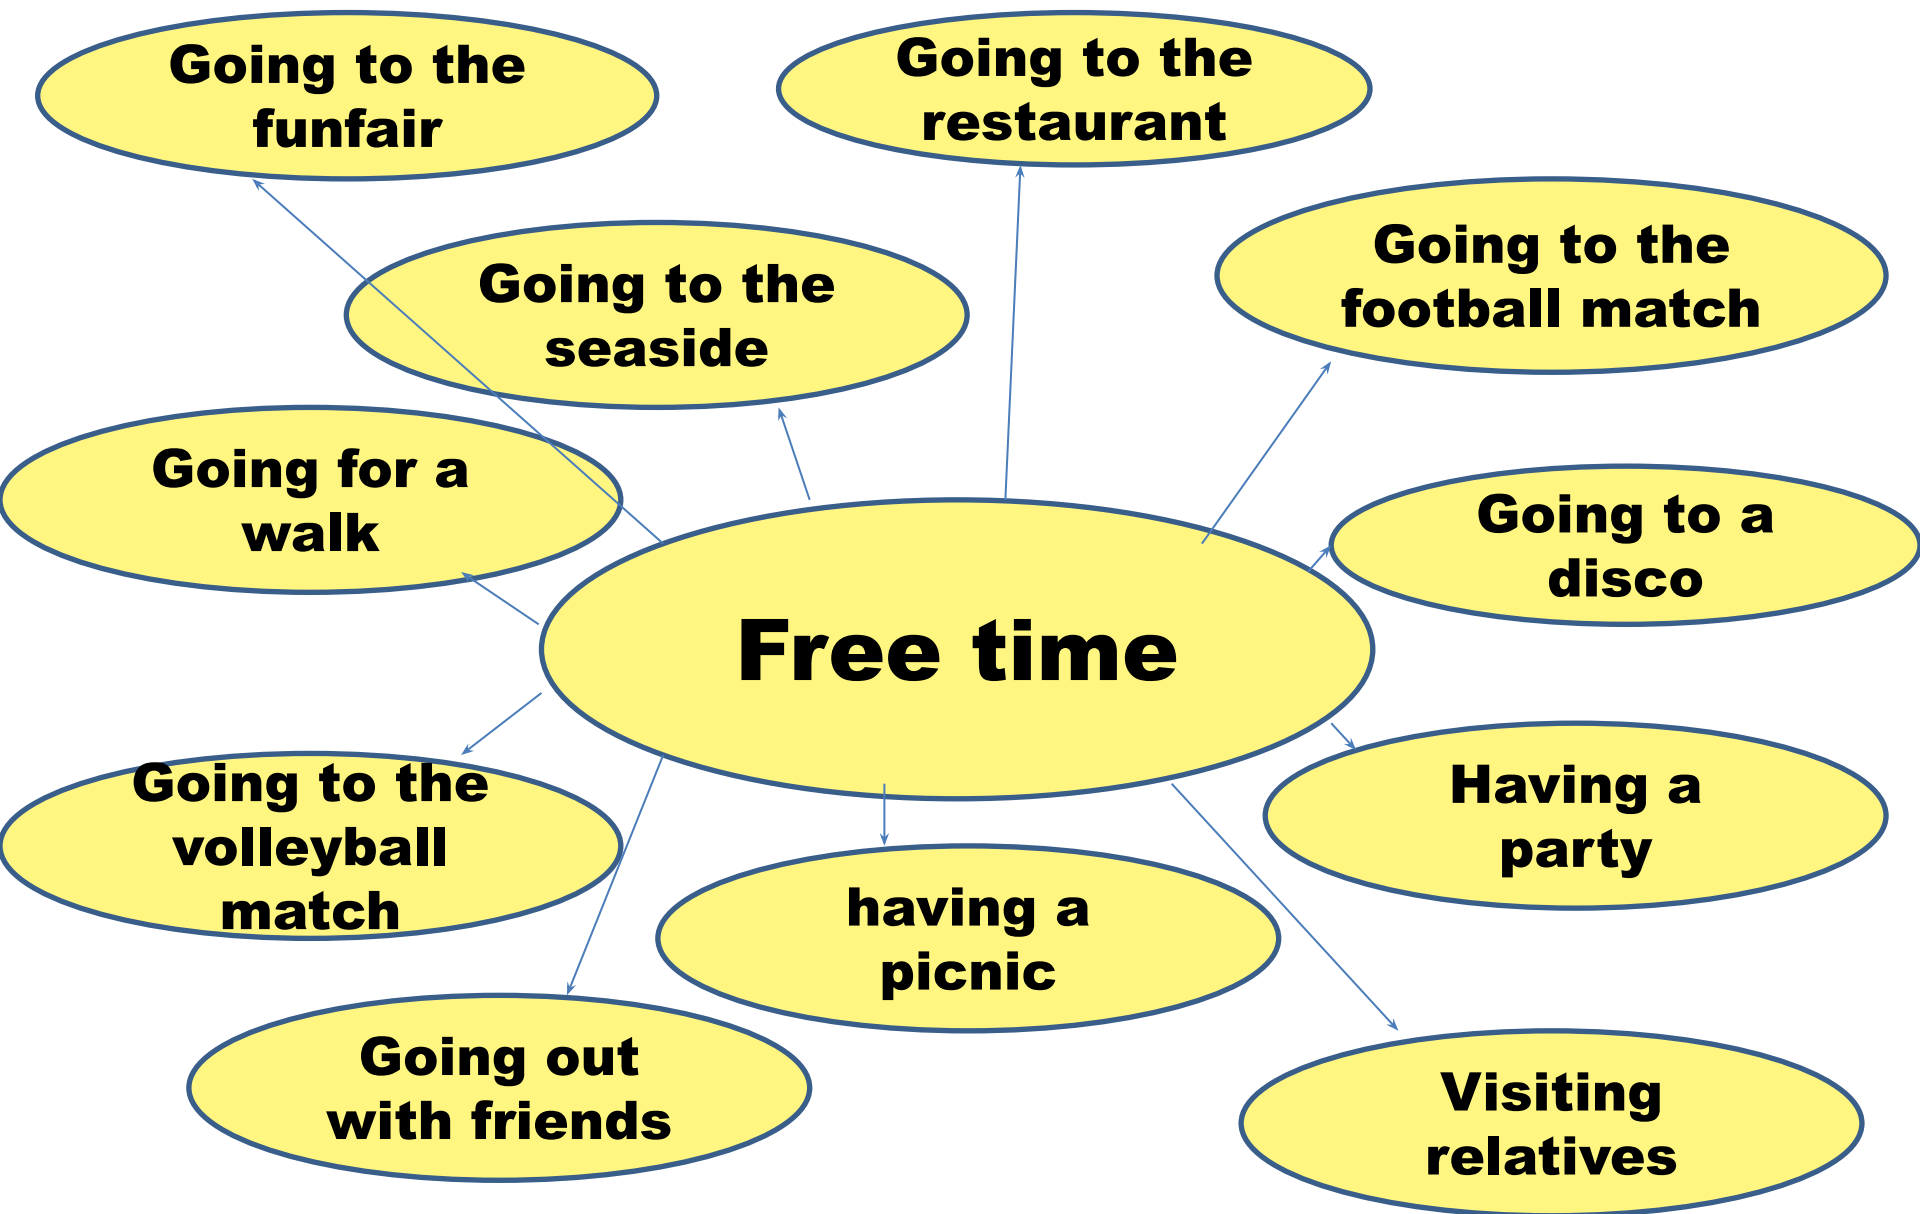 Going to the
funfair
Going to the
restaurant
Going to the
football match
Going to the
seaside
Going for a
walk
Going to a
disco
Free time
Going to the
volleyball
match
Having a
party
having a
picnic
Going out
with friends
Visiting
relatives